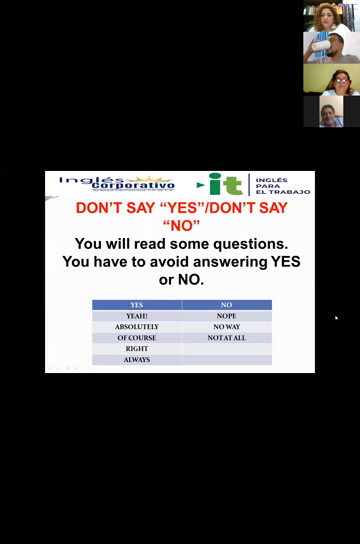 Inglés
Corporativo
it
INGLÉS
PARA
EL TRABAJO
DON'T SAY “YES”/DON'T SAY
“NO”
You will read some questions.
You have to avoid answering YES
or NO.
YES NO
YEAH! NOPE
ABSOLUTELY NO WAY
OF COURSE NOT AT ALL
RIGHT
ALWAYS